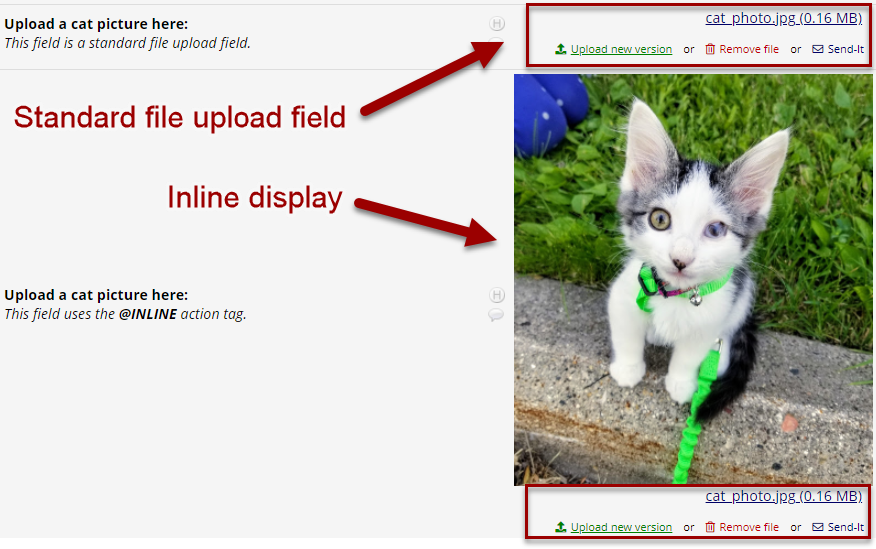 Upload a cat picture here:
This field is a standard file upload field.
H
cat_photo.jpg (0.16 MB)
Upload new version or Remove file or Send-It
Standard file upload field
Inline display
Upload a cat picture here:
This field uses the @INLINE action tag.
H
cat_photo.jpg (0.16 MB)
Upload new version or Remove file or Send-It